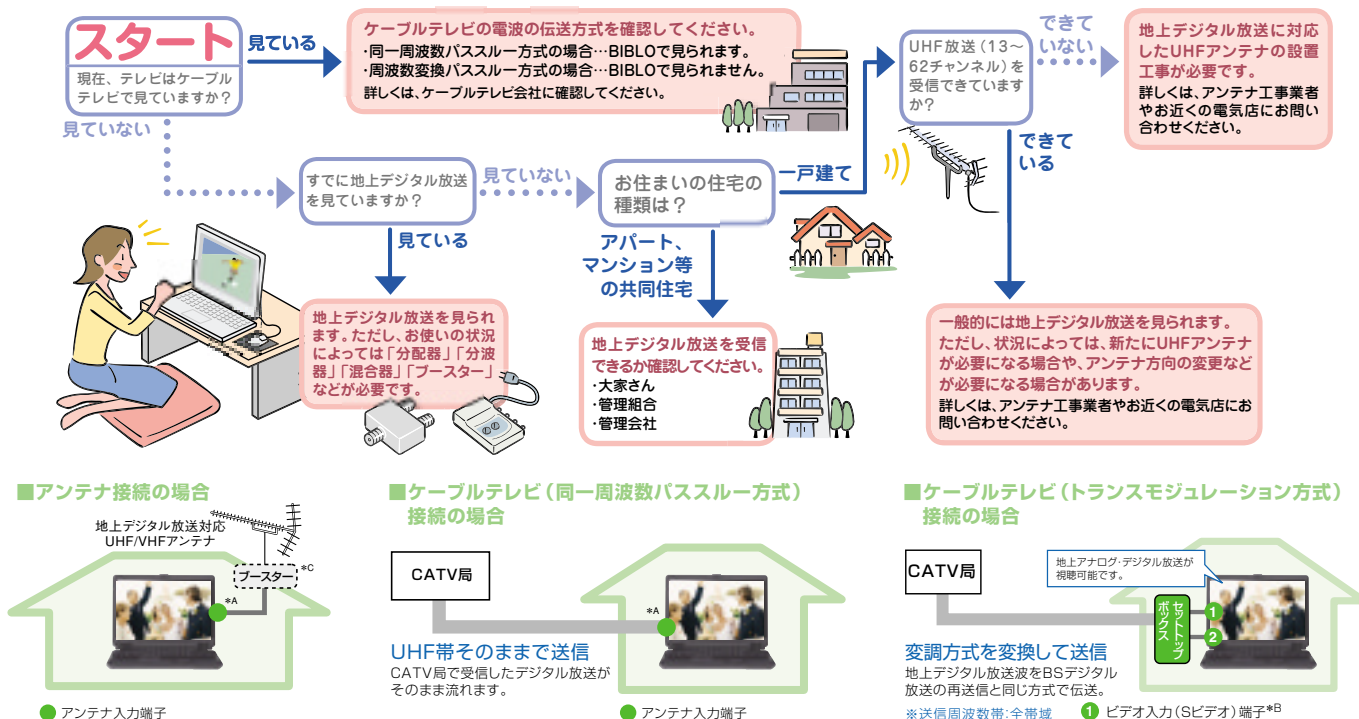 スタート
現在、テレビはケーブル
テレビで見ていますか?
見ている
見ていない
ケーブルテレビの電波の伝送方式を確認してください。
・同一周波数パススルー方式の場合…BIBLOで見られます。
・周波数変換パススルー方式の場合…BIBLOで見られません。
詳しくは、ケーブルテレビ会社に確認してください。
すでに地上デジタル放送
を見ていますか?
見ていない
見ている
地上デジタル放送を見られ
ます。ただし、お使いの状況
によっては「分配器」「分波
器」「混合器」「ブースター」
などが必要です。
お住まいの住宅の
種類は?
一戸建て
アパート、
マンション等
の共同住宅
地上デジタル放送を受信
できるか確認してください。
・大家さん
・管理組合
・管理会社
UHF放送(13〜
62チャンネル)を
受信できています
か?
できて
いない
できて
いる
地上デジタル放送に対応
したUHFアンテナの設置
工事が必要です。
詳しくは、アンテナ工事業者
やお近くの電気店にお問い
合わせください。
一般的には地上デジタル放送を見られます。
ただし、状況によっては、新たにUHFアンテナ
が必要になる場合や、アンテナ方向の変更など
が必要になる場合があります。
詳しくは、アンテナ工事業者やお近くの電気店にお
問い合わせください。
■アンテナ接続の場合
地上デジタル放送対応
UHF/VHFアンテナ
ブースター
*C
*A
アンテナ入力端子
■ケーブルテレビ(同一周波数パススルー方式)
接続の場合
CATV局
*A
UHF帯そのままで送信
CATV局で受信したデジタル放送が
そのまま流れます。
アンテナ入力端子
■ケーブルテレビ(トランスモジュレーション方式)
接続の場合
CATV局
地上アナログ・デジタル放送が
視聴可能です。
セットトップ
ボックス
1
2
変調方式を変換して送信
地上デジタル放送波をBSデジタル
放送の再送信と同じ方式で伝送。
※送信周波数帯:全帯域
1 ビデオ入力(Sビデオ)端子*B